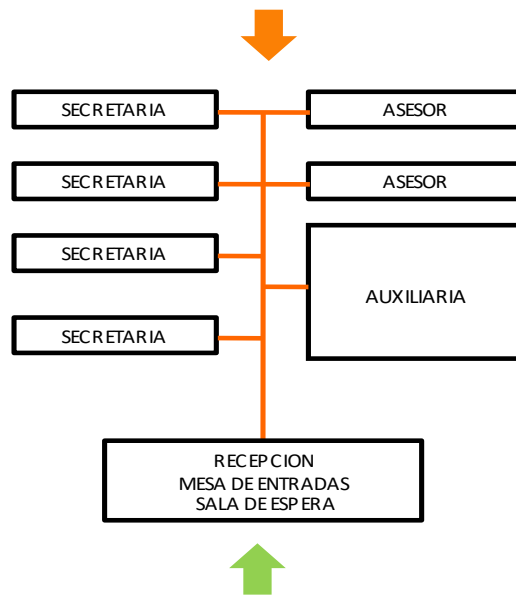 SECRETARIA
ASESOR
SECRETARIA
ASESOR
SECRETARIA
AUXILIARIA
SECRETARIA
RECEPCION
MESA DE ENTRADAS
SALA DE ESPERA